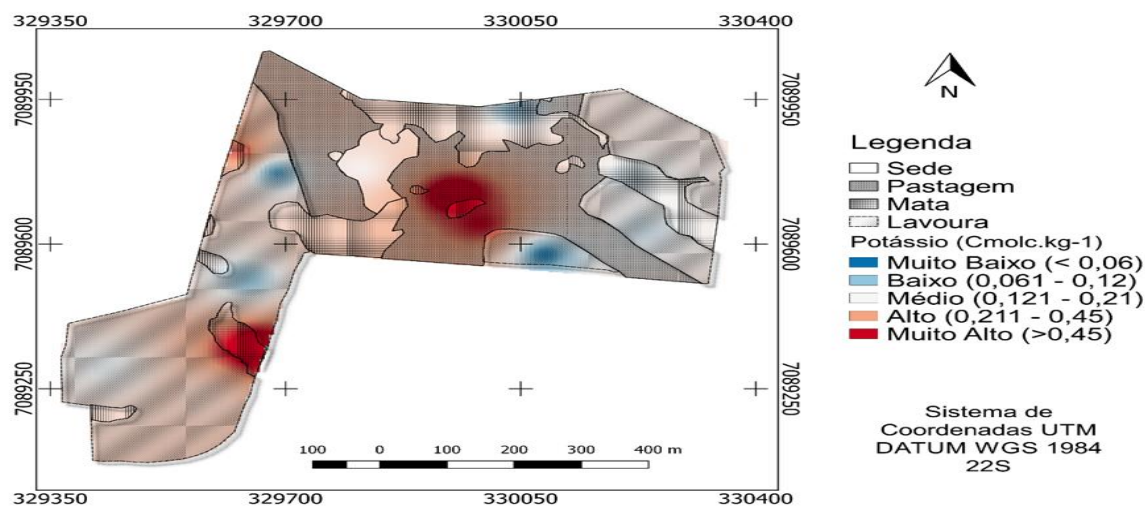 329350 329700 330050 330400
7089950 7089950
7089600 7089600
7089250 7089250
100 0 100 200 300 400 m
329350 329700 330050 330400
N
Legenda
Sede
Pastagem
Mata
Lavoura
Potássio (Cmolc.kg-1)
Muito Baixo (< 0,06)
Baixo (0,061 - 0,12)
Médio (0,121 - 0,21)
Alto (0,211 - 0,45)
Muito Alto (>0,45)
Sistema de
Coordenadas UTM
DATUM WGS 1984
22S